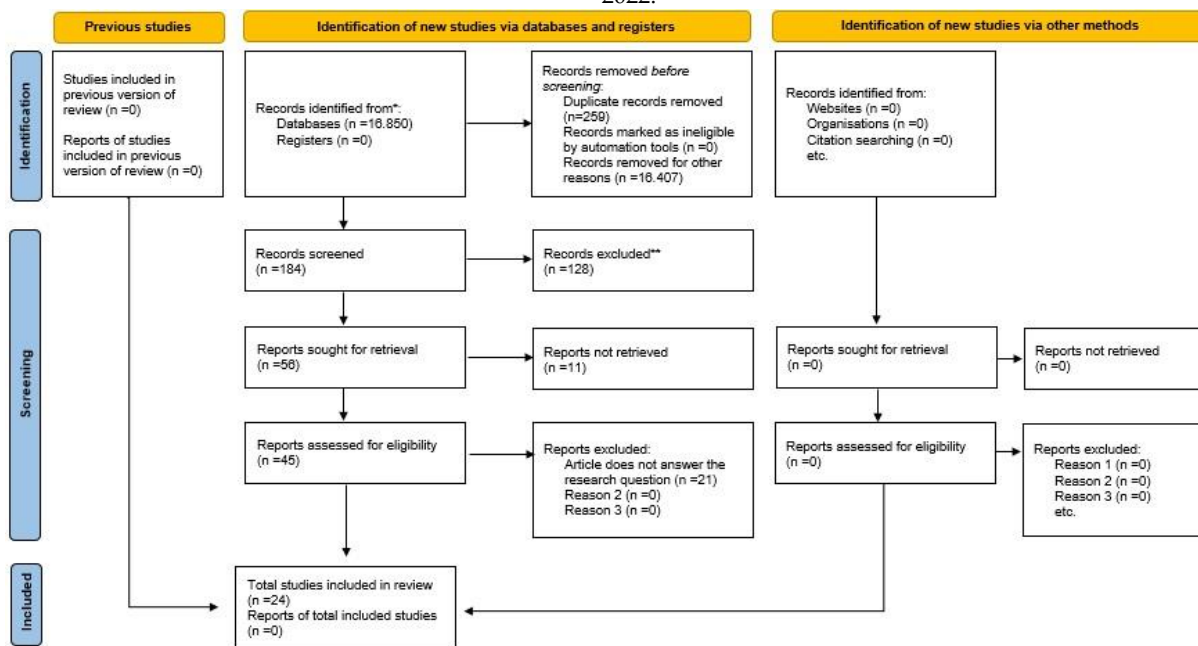 2022.
Previous studies
Identification of new studies via databases and registers
Identification of new studies via other methods
Identification
Studies included in
previous version of
review (n =0)
Reports of studies
included in previous
version of review (n =0)
Records identified from*:
Databases (n =16.850)
Registers (n =0)
Records removed before
screening:
Duplicate records removed
(n=259)
Records marked as ineligible
by automation tools (n =0)
Records removed for other
reasons (n =16.407)
Records identified from:
Websites (n =0)
Organisations (n =0)
Citation searching (n =0)
etc.
Screening
Records screened
(n =184)
Records excluded**
(n =128)
Reports sought for retrieval
(n =56)
Reports not retrieved
(n =11)
Reports sought for retrieval
(n =0)
Reports not retrieved
(n =0)
Reports assessed for eligibility
(n =45)
Reports excluded:
Article does not answer the
research question (n =21)
Reason 2 (n =0)
Reason 3 (n =0)
Reports assessed for eligibility
(n =0)
Reports excluded:
Reason 1 (n =0)
Reason 2 (n =0)
Reason 3 (n =0)
etc.
Included
Total studies included in review
(n =24)
Reports of total included studies
(n =0)